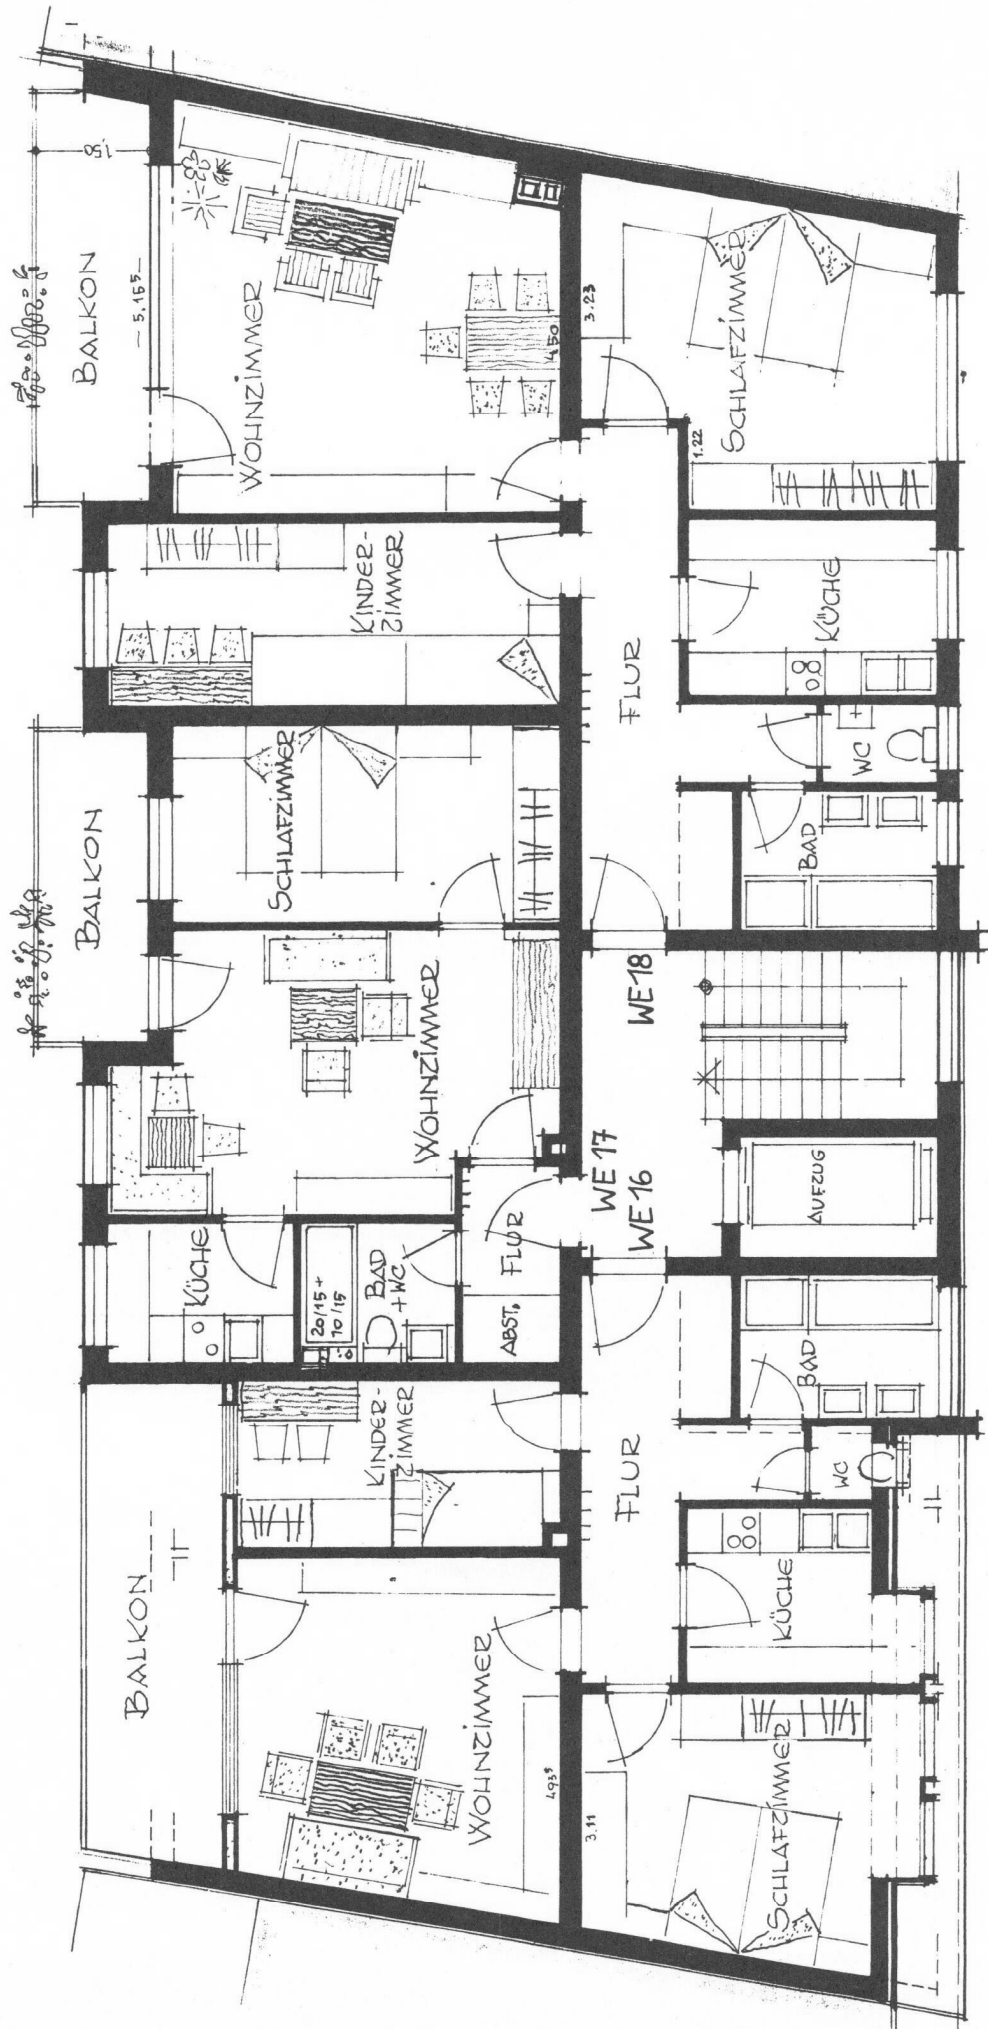 BALKON
1.50
5.15⁵
WOHNZIMMER
4.50
3.23
SCHLAFZIMMER
1.22
KINDER-
ZIMMER
FLUR
KÜCHE
WC
BAD
BALKON
SCHLAFZIMMER
WOHNZIMMER
WE 18
WE 17
WE 16
AUFZUG
KÜCHE
20/15+
10/15
BAD
+WC
FLUR
ABST.
BALKON
KINDER-
ZIMMER
FLUR
BAD
WC
KÜCHE
WOHNZIMMER
4.93⁵
3.11
SCHLAFZIMMER